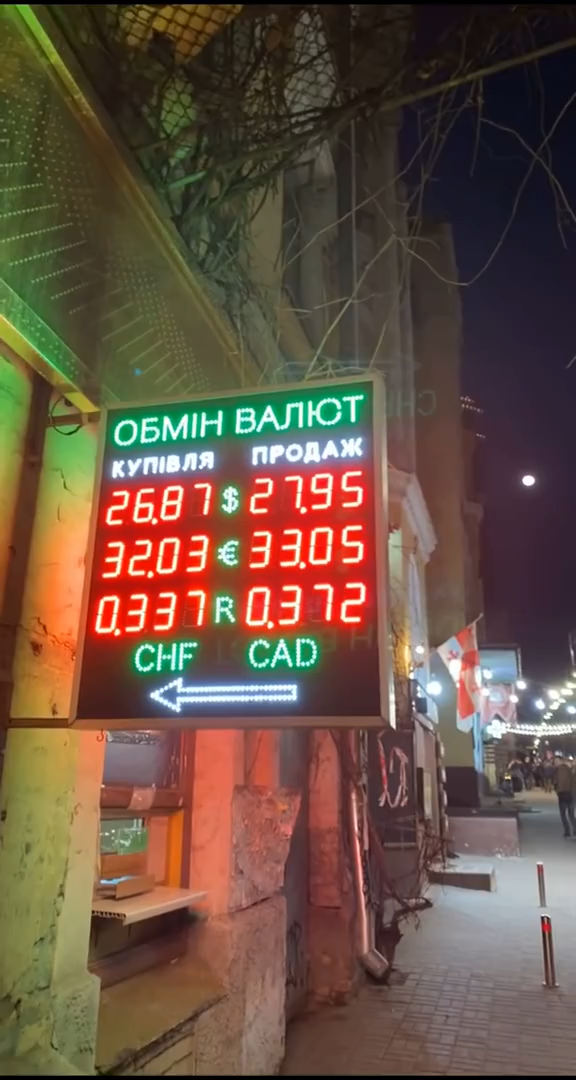 ОБМІН ВАЛЮТ
КУПІВЛЯ ПРОДАЖ
26.87 $ 27.95
32.03 € 33.05
0.337 R 0.372
CHF CAD